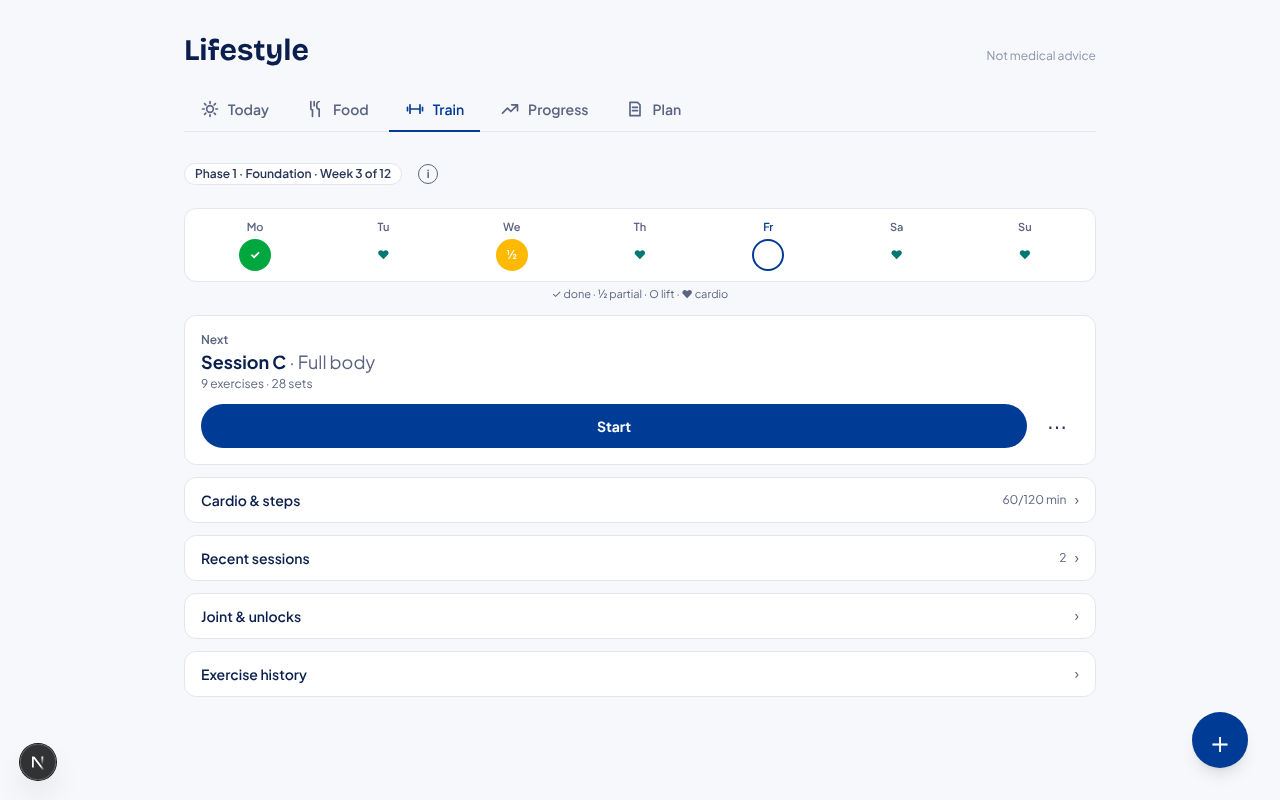 Lifestyle
Not medical advice
Today Food Train Progress Plan
Phase 1 · Foundation · Week 3 of 12 i
Mo Tu We Th Fr Sa Su
✓ ♥ ½ ♥ ♥ ♥
✓ done · ½ partial · O lift · ♥ cardio
Next
Session C · Full body
9 exercises · 28 sets
Start ···
Cardio & steps 60/120 min ›
Recent sessions 2 ›
Joint & unlocks ›
Exercise history ›
N +